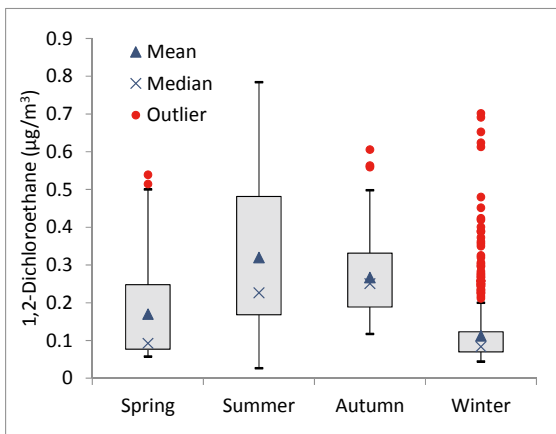 0.9
0.8
0.7
0.6
0.5
0.4
0.3
0.2
0.1
0
1,2-Dichloroethane (µg/m³)
Mean
Median
Outlier
Spring Summer Autumn Winter